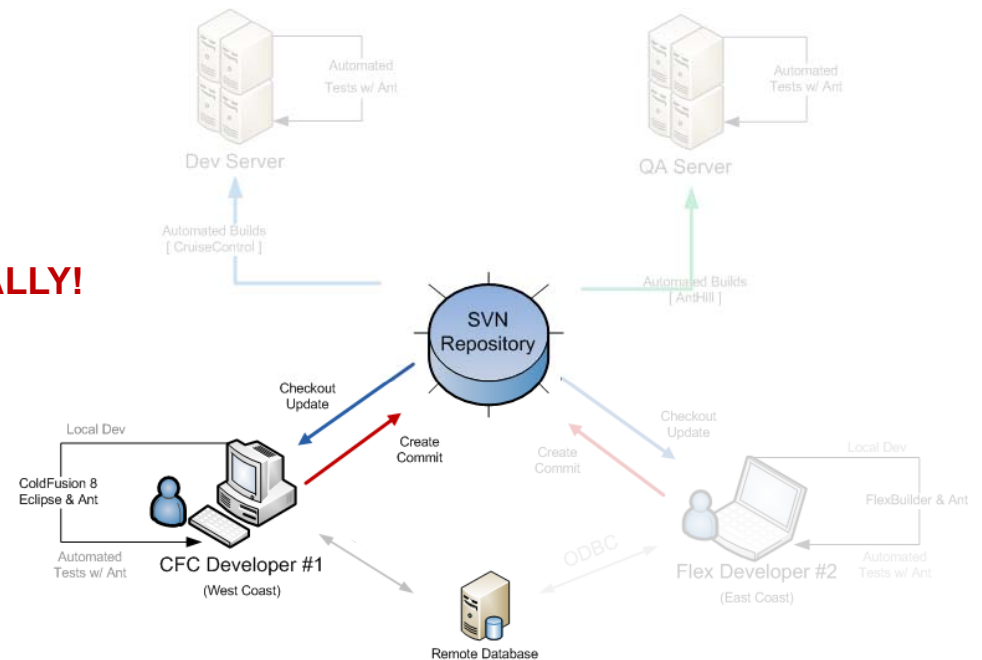 Automated
Tests w/ Ant
Automated
Tests w/ Ant
Dev Server
QA Server
Automated Builds
[ CruiseControl ]
ALLY!
Automated Builds
[ AntHill ]
SVN
Repository
Checkout
Update
Create
Commit
Checkout
Update
Create
Commit
Local Dev
ColdFusion 8
Eclipse & Ant
Automated
Tests w/ Ant
CFC Developer #1
(West Coast)
Local Dev
FlexBuilder & Ant
Automated
Tests w/ Ant
ODBC
Flex Developer #2
(East Coast)
Remote Database